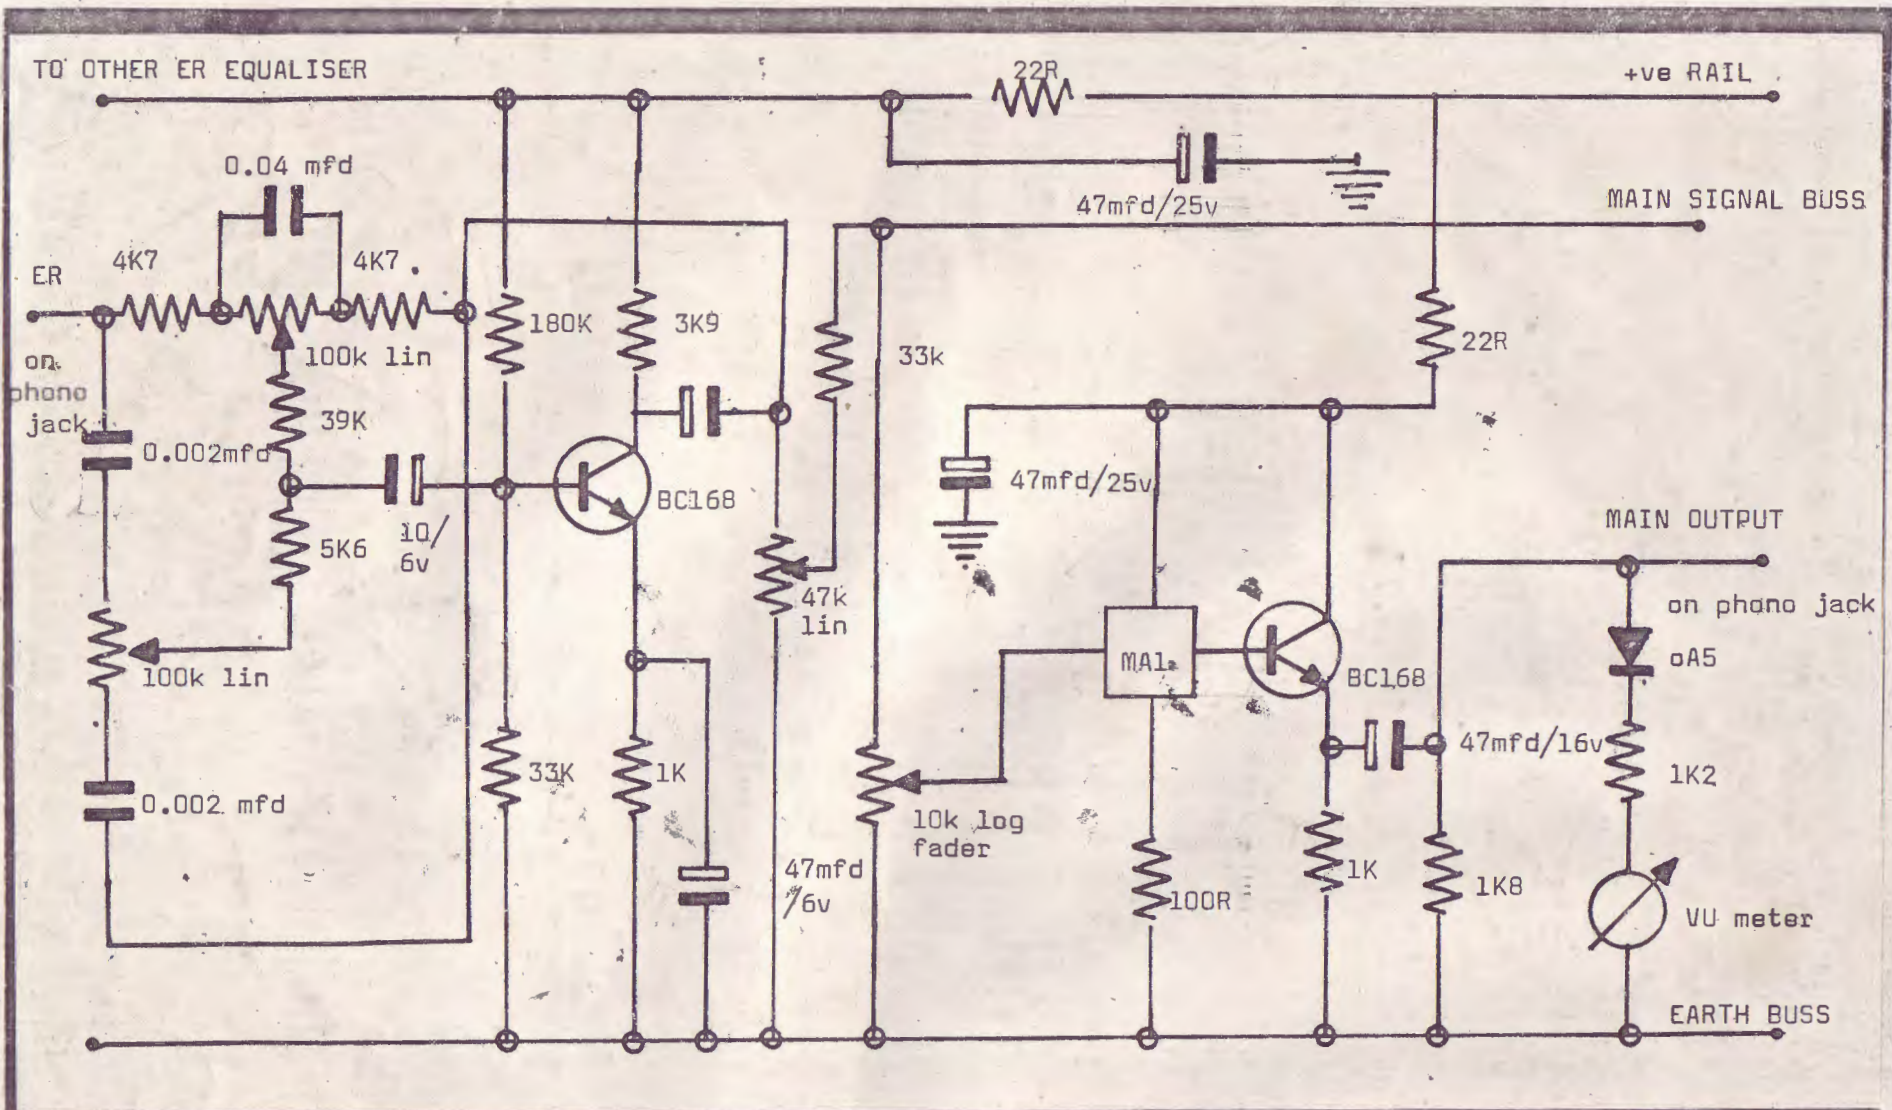 TO OTHER ER EQUALISER
22R
+ve RAIL
0.04 mfd
47mfd/25v
MAIN SIGNAL BUSS
4K7
4K7
ER
180K
3K9
33k
22R
100k lin
on
phono
jack
39K
0.002mfd
BC168
47mfd/25v
MAIN OUTPUT
5K6
10/
6v
47k
lin
on phono jack
oA5
100k lin
MA1
BC168
47mfd/16v
33K
1K
1K2
0.002 mfd
10k log
fader
47mfd
/6v
100R
1K
1K8
VU meter
EARTH BUSS